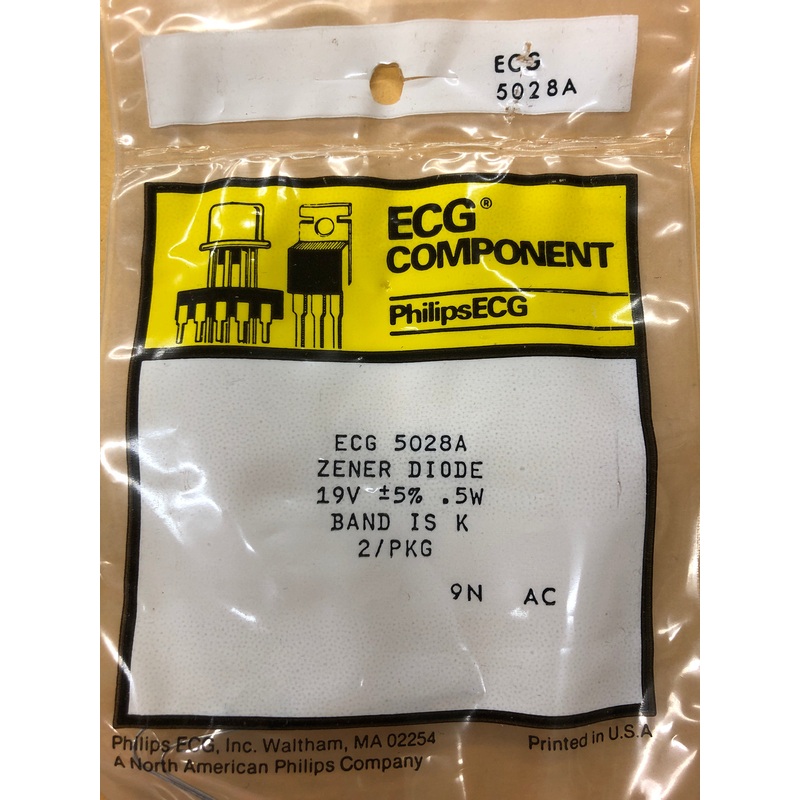 ECG
5028A
ECG®
COMPONENT
PhilipsECG
ECG 5028A
ZENER DIODE
19V ±5% .5W
BAND IS K
2/PKG
9N AC
Philips ECG, Inc. Waltham, MA 02254
A North American Philips Company
Printed in U.S.A